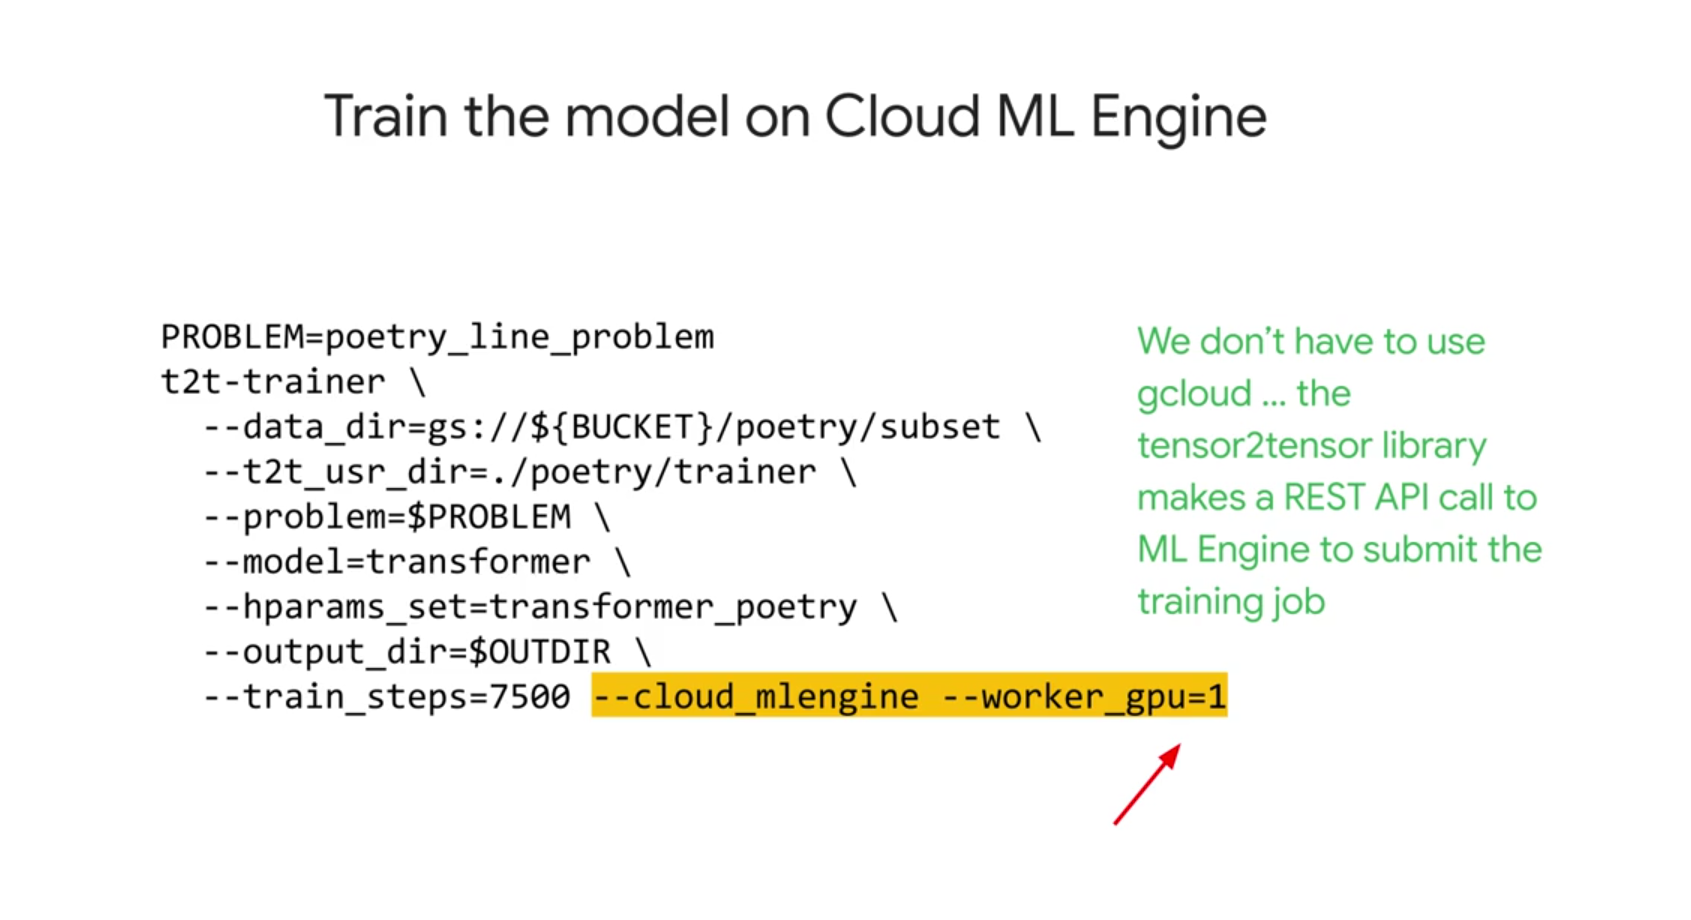 Train the model on Cloud ML Engine
PROBLEM=poetry_line_problem
t2t-trainer \
--data_dir=gs://${BUCKET}/poetry/subset \
--t2t_usr_dir=./poetry/trainer \
--problem=$PROBLEM \
--model=transformer \
--hparams_set=transformer_poetry \
--output_dir=$OUTDIR \
--train_steps=7500 --cloud_mlengine --worker_gpu=1
We don’t have to use
gcloud ... the
tensor2tensor library
makes a REST API call to
ML Engine to submit the
training job